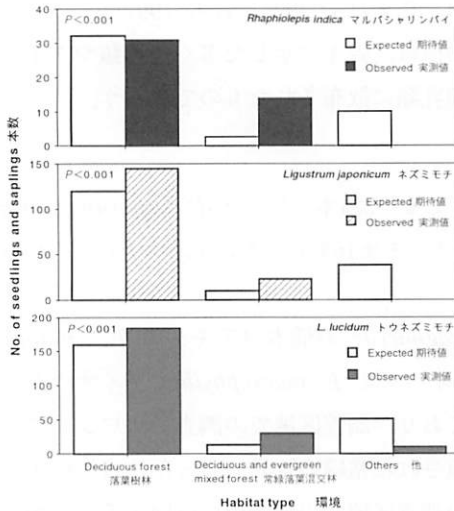 No. of seedlings and saplings 本数
40
30
20
10
0
P<0.001
Rhaphiolepis indica マルバシャリンバイ
Expected 期待値
Observed 実測値
150
100
50
0
P<0.001
Ligustrum japonicum ネズミモチ
Expected 期待値
Observed 実測値
200
150
100
50
0
P<0.001
L. lucidum トウネズミモチ
Expected 期待値
Observed 実測値
Deciduous forest
落葉樹林
Deciduous and evergreen
mixed forest 常緑落葉混交林
Others 他
Habitat type 環境